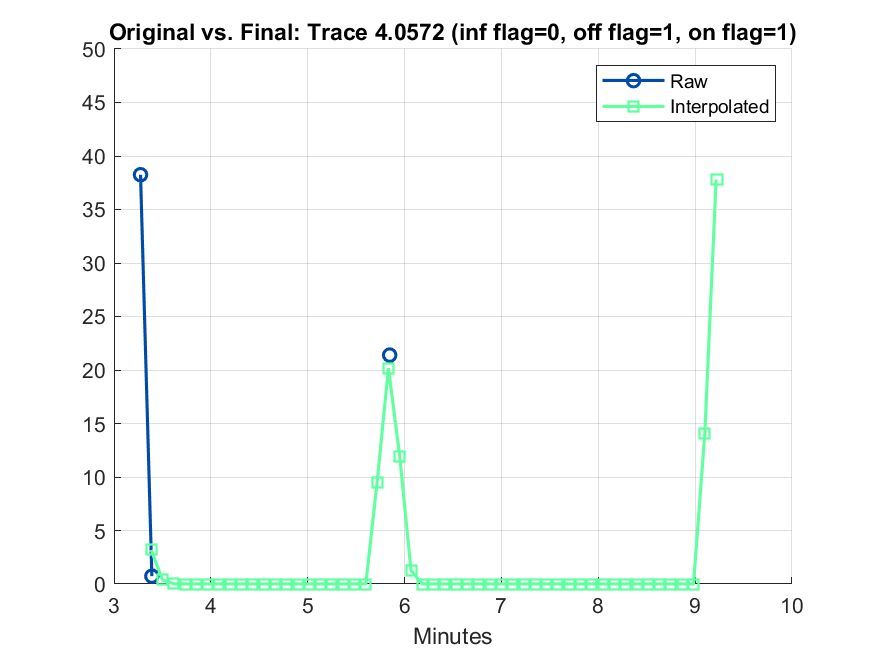 Original vs. Final: Trace 4.0572 (inf flag=0, off flag=1, on flag=1)
50
45
40
35
30
25
20
15
10
5
0
Raw
Interpolated
3 4 5 6 7 8 9 10
Minutes